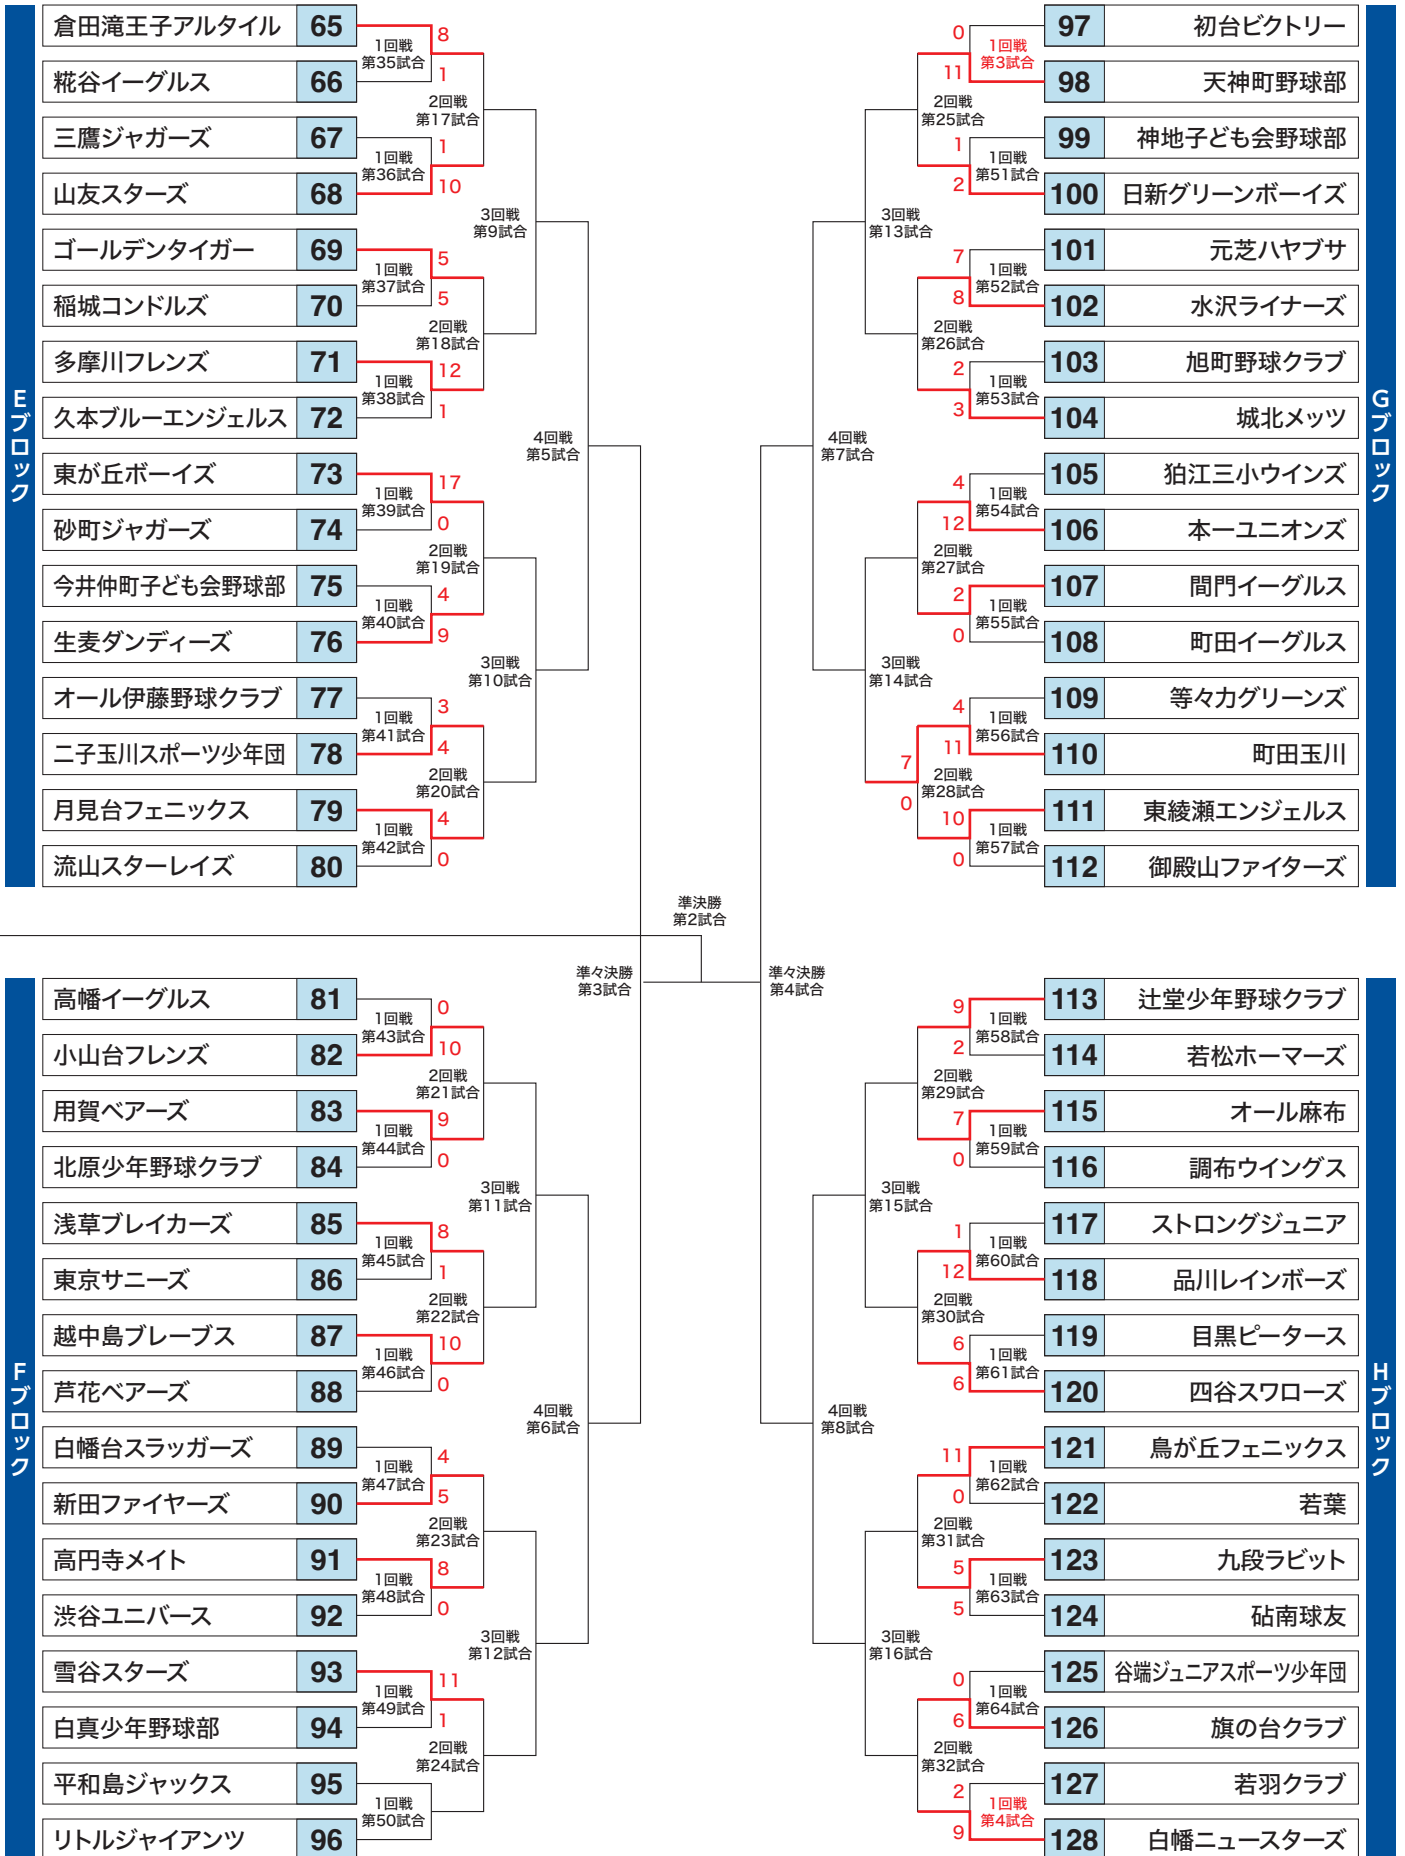 Eブロック
倉田滝王子アルタイル 65
糀谷イーグルス 66
三鷹ジャガーズ 67
山友スターズ 68
ゴールデンタイガー 69
稲城コンドルズ 70
多摩川フレンズ 71
久本ブルーエンジェルス 72
東が丘ボーイズ 73
砂町ジャガーズ 74
今井仲町子ども会野球部 75
生麦ダンディーズ 76
オール伊藤野球クラブ 77
二子玉川スポーツ少年団 78
月見台フェニックス 79
流山スターレイズ 80
1回戦
第35試合
8
1
1回戦
第36試合
1
10
1回戦
第37試合
5
5
1回戦
第38試合
12
1
1回戦
第39試合
17
0
1回戦
第40試合
4
9
1回戦
第41試合
3
4
1回戦
第42試合
4
0
2回戦
第17試合
2回戦
第18試合
2回戦
第19試合
2回戦
第20試合
3回戦
第9試合
3回戦
第10試合
4回戦
第5試合
Fブロック
高幡イーグルス 81
小山台フレンズ 82
用賀ベアーズ 83
北原少年野球クラブ 84
浅草ブレイカーズ 85
東京サニーズ 86
越中島ブレーブス 87
芦花ベアーズ 88
白幡台スラッガーズ 89
新田ファイヤーズ 90
高円寺メイト 91
渋谷ユニバース 92
雪谷スターズ 93
白真少年野球部 94
平和島ジャックス 95
リトルジャイアンツ 96
1回戦
第43試合
0
10
1回戦
第44試合
9
0
1回戦
第45試合
8
1
1回戦
第46試合
10
0
1回戦
第47試合
4
5
1回戦
第48試合
8
0
1回戦
第49試合
11
1
1回戦
第50試合
2回戦
第21試合
2回戦
第22試合
2回戦
第23試合
2回戦
第24試合
3回戦
第11試合
3回戦
第12試合
4回戦
第6試合
準々決勝
第3試合
準決勝
第2試合
準々決勝
第4試合
Gブロック
97 初台ビクトリー
98 天神町野球部
99 神地子ども会野球部
100 日新グリーンボーイズ
101 元芝ハヤブサ
102 水沢ライナーズ
103 旭町野球クラブ
104 城北メッツ
105 狛江三小ウインズ
106 本一ユニオンズ
107 間門イーグルス
108 町田イーグルス
109 等々力グリーンズ
110 町田玉川
111 東綾瀬エンジェルス
112 御殿山ファイターズ
1回戦
第3試合
0
11
1回戦
第51試合
1
2
1回戦
第52試合
7
8
1回戦
第53試合
2
3
1回戦
第54試合
4
12
1回戦
第55試合
2
0
1回戦
第56試合
4
11
1回戦
第57試合
10
0
2回戦
第25試合
2回戦
第26試合
2回戦
第27試合
2回戦
第28試合
7
0
3回戦
第13試合
3回戦
第14試合
4回戦
第7試合
Hブロック
113 辻堂少年野球クラブ
114 若松ホーマーズ
115 オール麻布
116 調布ウイングス
117 ストロングジュニア
118 品川レインボーズ
119 目黒ピータース
120 四谷スワローズ
121 鳥が丘フェニックス
122 若葉
123 九段ラビット
124 砧南球友
125 谷端ジュニアスポーツ少年団
126 旗の台クラブ
127 若羽クラブ
128 白幡ニュースターズ
1回戦
第58試合
9
2
1回戦
第59試合
7
0
1回戦
第60試合
1
12
1回戦
第61試合
6
6
1回戦
第62試合
11
0
1回戦
第63試合
5
5
1回戦
第64試合
0
6
1回戦
第4試合
2
9
2回戦
第29試合
2回戦
第30試合
2回戦
第31試合
2回戦
第32試合
3回戦
第15試合
3回戦
第16試合
4回戦
第8試合